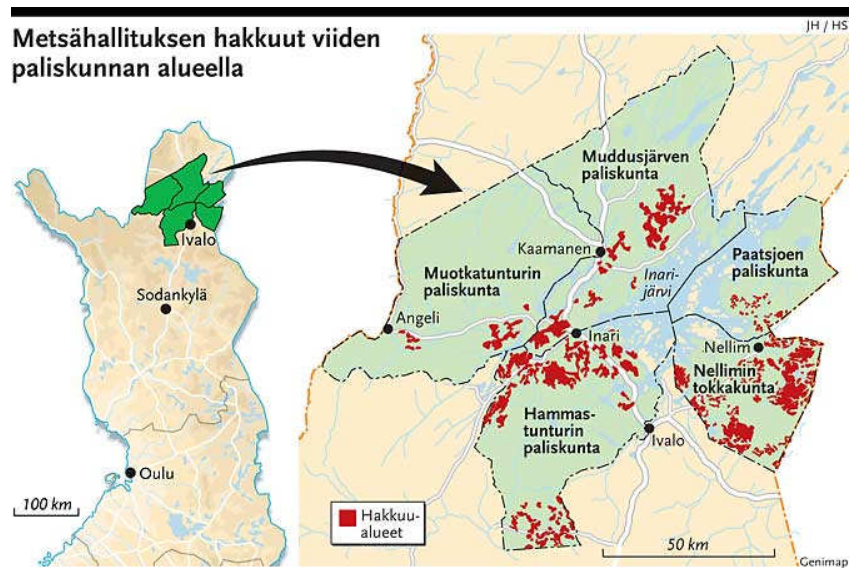 JH / HS
Metsähallituksen hakkuut viiden
paliskunnan alueella
Ivalo
Sodankylä
Oulu
100 km
Muddusjärven
paliskunta
Kaamanen
Muotkatunturin
paliskunta
Inari-
järvi
Paatsjoen
paliskunta
Angeli
Inari
Nellim
Nellimin
tokkakunta
Hammas-
tunturin
paliskunta
Ivalo
Hakkuu-
alueet
50 km
Genimap